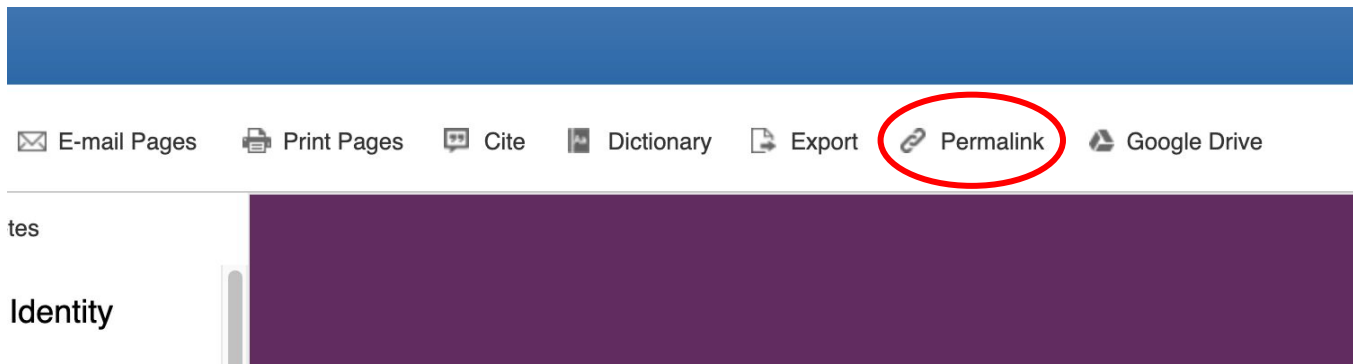 E-mail Pages Print Pages Cite Dictionary Export Permalink Google Drive
tes
Identity